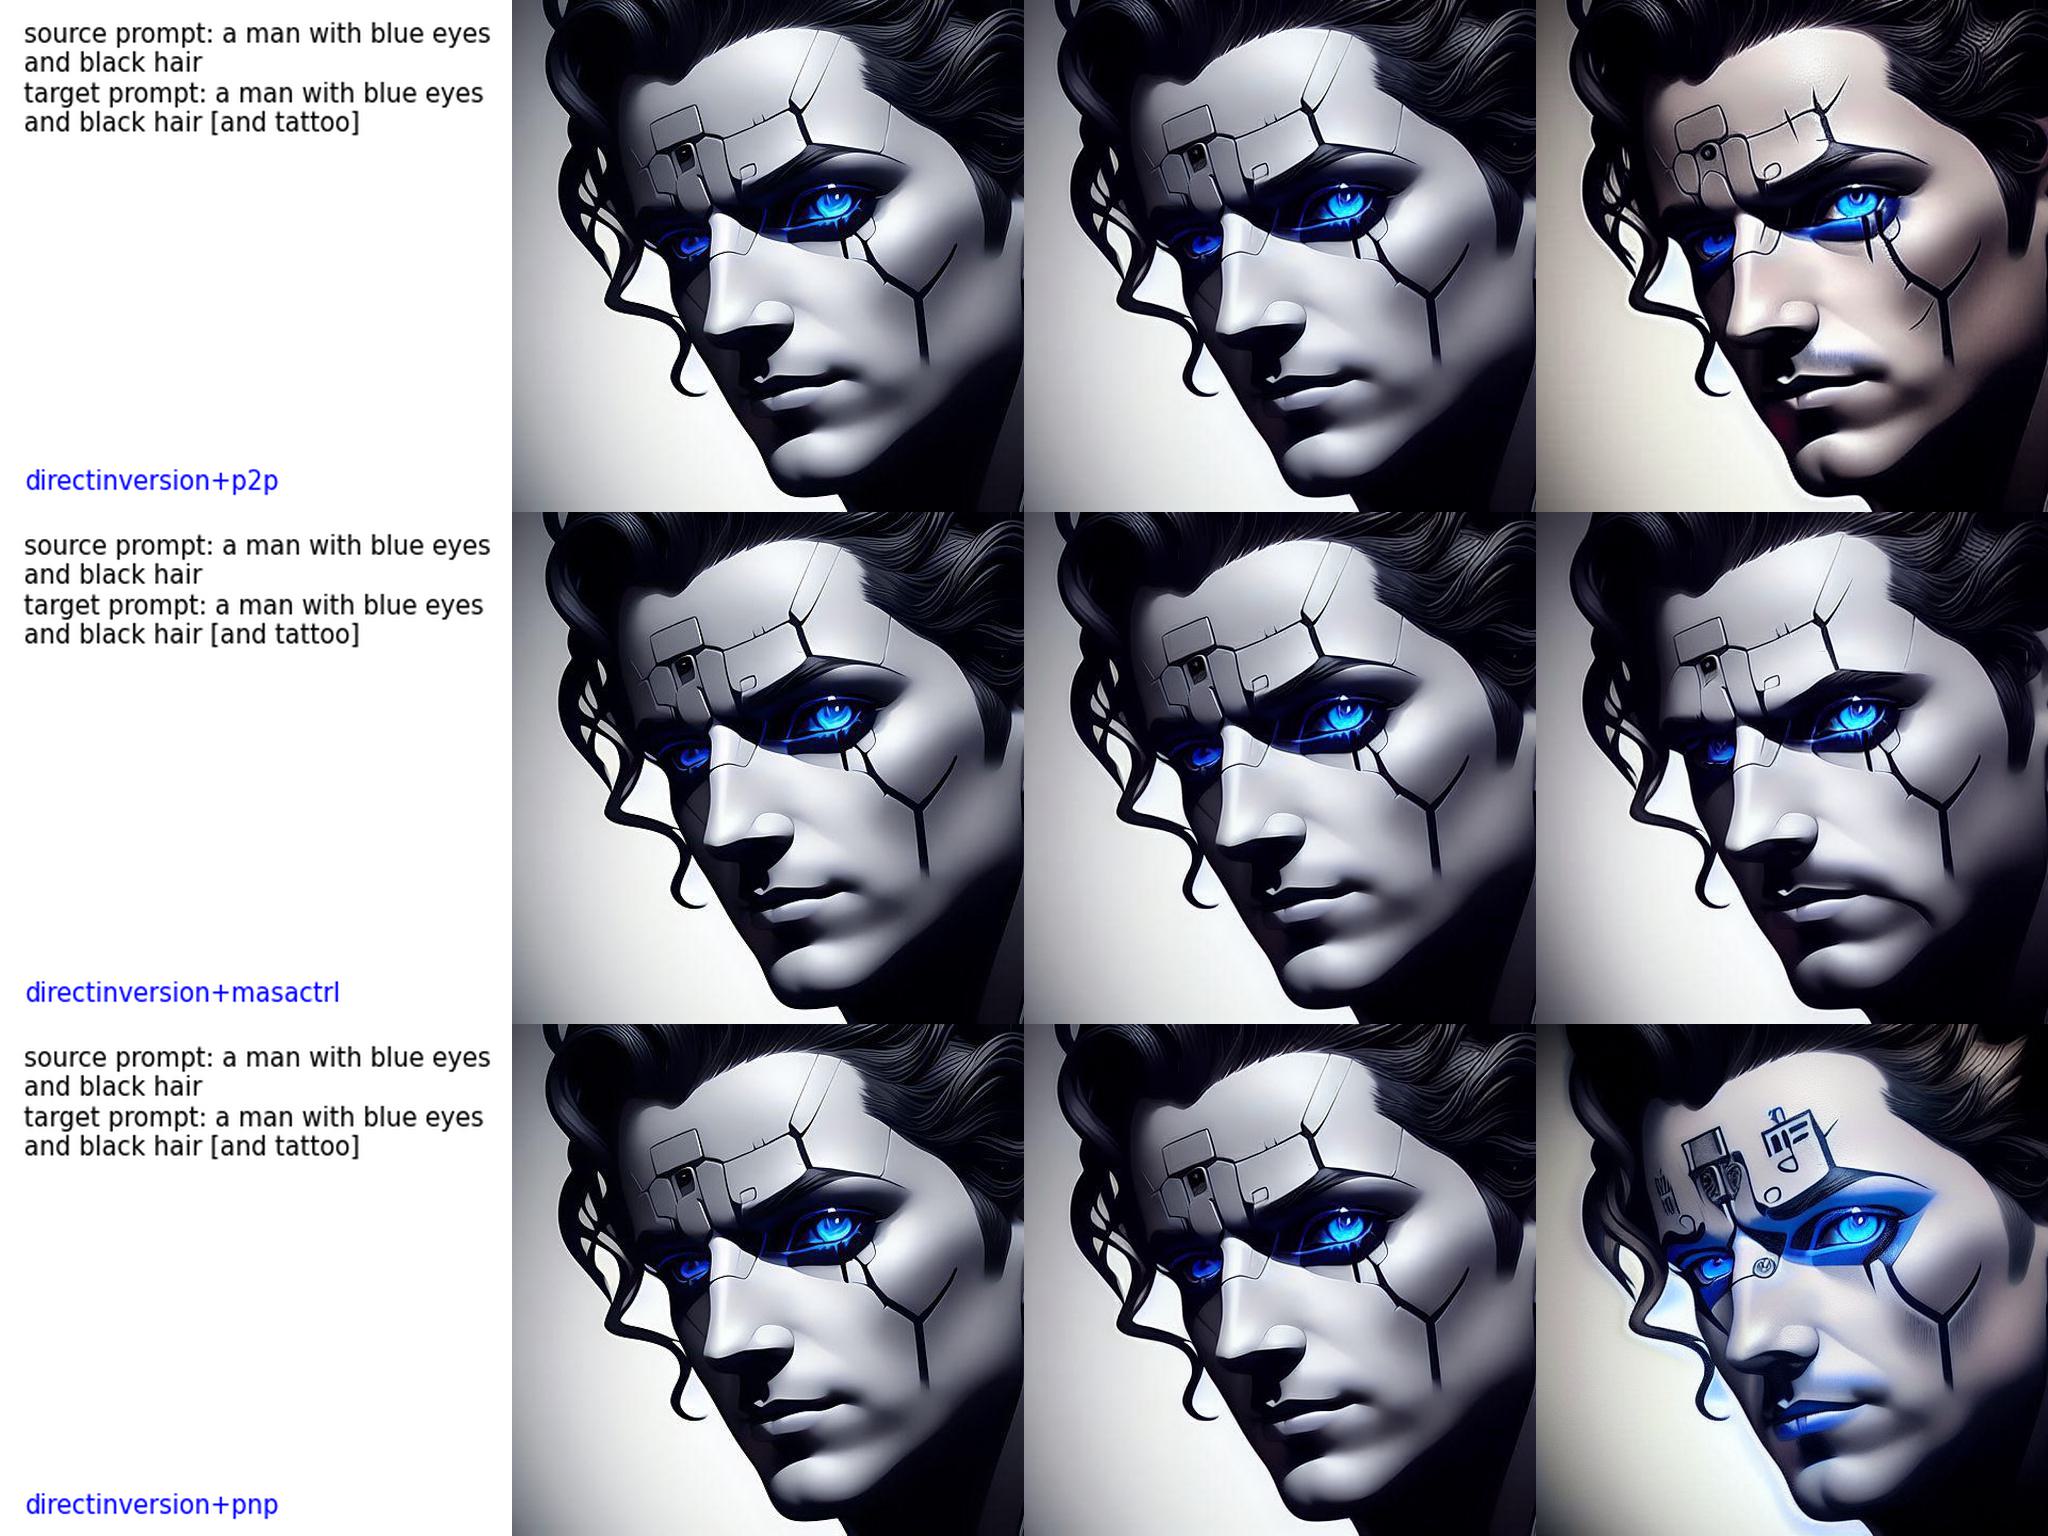 source prompt: a man with blue eyes
and black hair
target prompt: a man with blue eyes
and black hair [and tattoo]
directinversion+p2p
source prompt: a man with blue eyes
and black hair
target prompt: a man with blue eyes
and black hair [and tattoo]
directinversion+masactrl
source prompt: a man with blue eyes
and black hair
target prompt: a man with blue eyes
and black hair [and tattoo]
directinversion+pnp